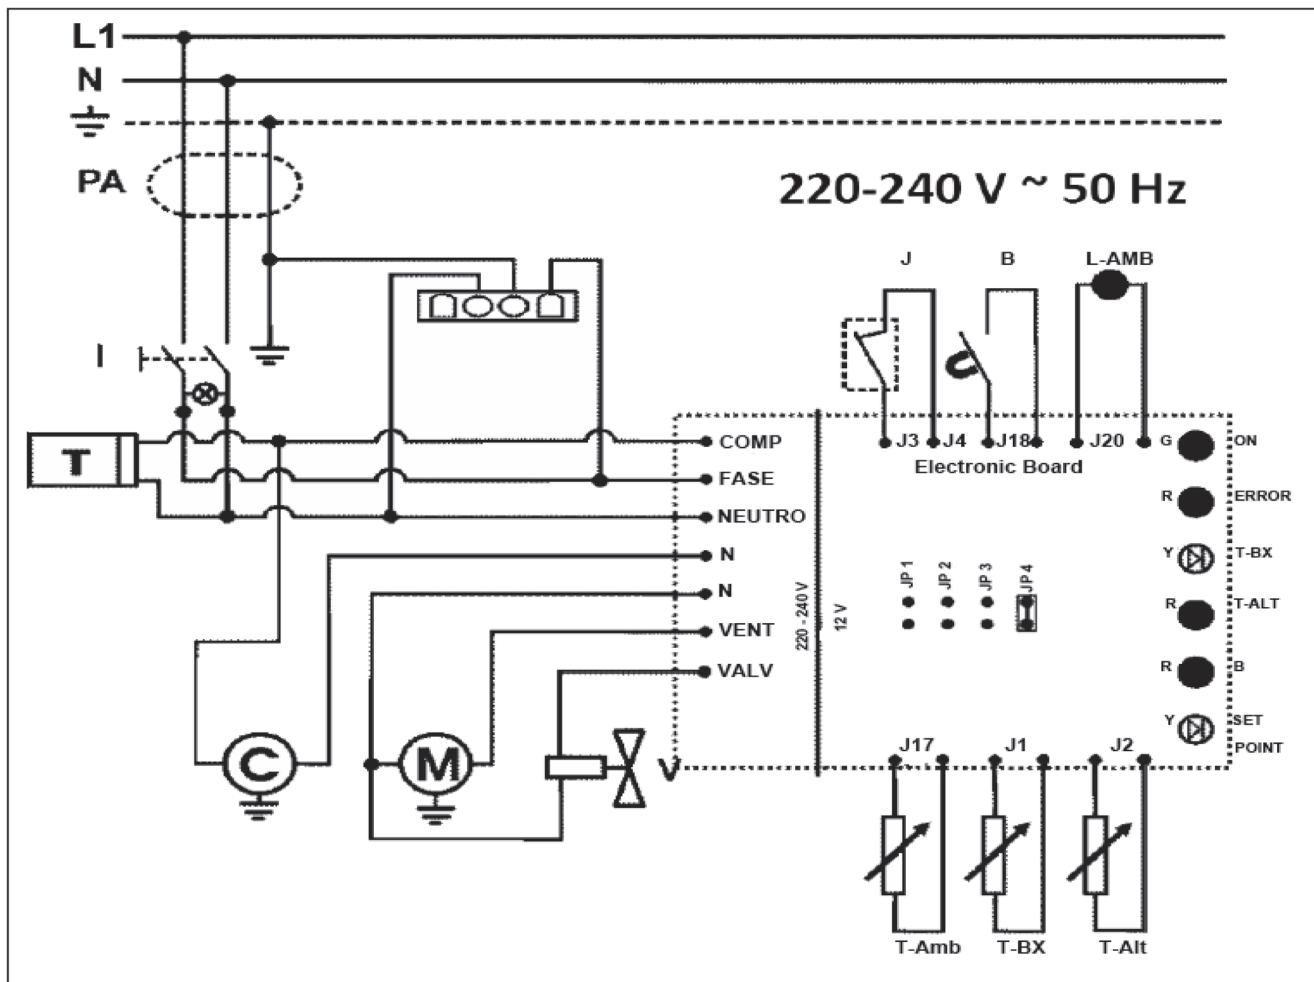 L1
N
PA
220-240 V ~ 50 Hz
J B L-AMB
I
T
COMP
FASE
NEUTRO
N
N
VENT
VALV
220 - 240 V
12 V
J3 J4 J18 J20
Electronic Board
JP 1 JP 2 JP 3 JP 4
G ON
R ERROR
Y T-BX
R T-ALT
R B
Y SET
POINT
C M V
J17 J1 J2
T-Amb T-BX T-Alt